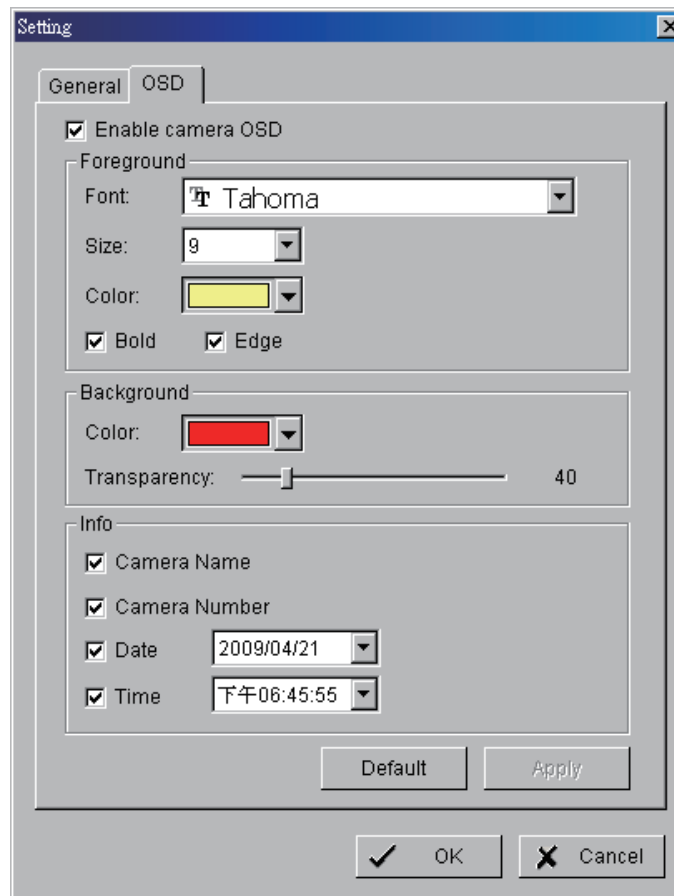 Setting
General OSD
Enable camera OSD
Foreground
Font: Tahoma
Size: 9
Color:
Bold Edge
Background
Color:
Transparency: 40
Info
Camera Name
Camera Number
Date 2009/04/21
Time 下午06:45:55
Default Apply
OK Cancel